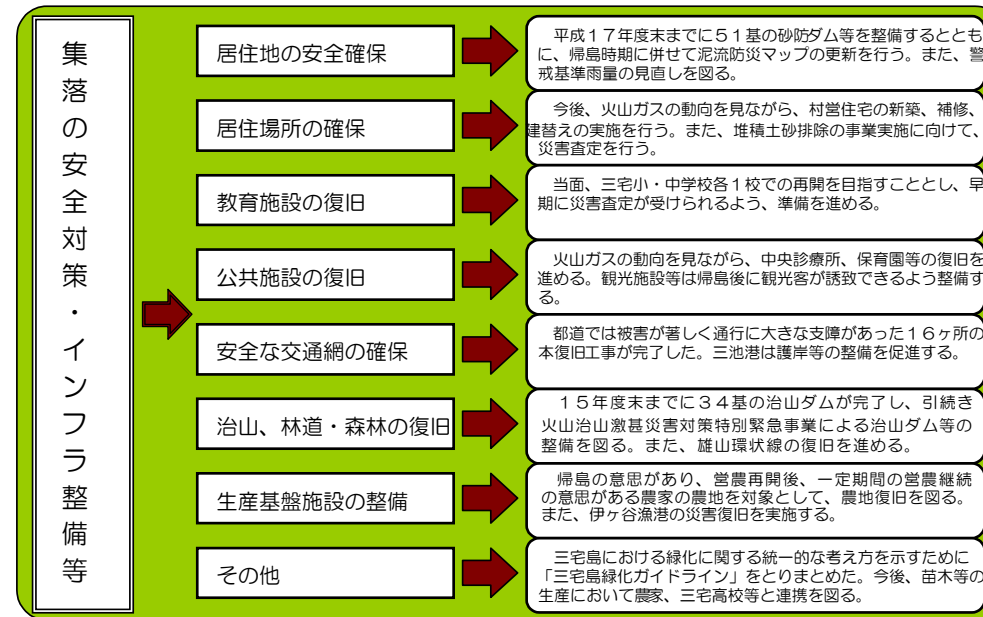 集落の安全対策・インフラ整備等
居住地の安全確保
平成１７年度末までに５１基の砂防ダム等を整備するととも
に、帰島時期に併せて泥流防災マップの更新を行う。また、警
戒基準雨量の見直しを図る。
居住場所の確保
今後、火山ガスの動向を見ながら、村営住宅の新築、補修、
建替えの実施を行う。また、堆積土砂排除の事業実施に向けて、
災害査定を行う。
教育施設の復旧
当面、三宅小・中学校各１校での再開を目指すこととし、早
期に災害査定が受けられるよう、準備を進める。
公共施設の復旧
火山ガスの動向を見ながら、中央診療所、保育園等の復旧を
進める。観光施設等は帰島後に観光客が誘致できるよう整備す
る。
安全な交通網の確保
都道では被害が著しく通行に大きな支障があった１６ヶ所の
本復旧工事が完了した。三池港は護岸等の整備を促進する。
治山、林道・森林の復旧
１５年度末までに３４基の治山ダムが完了し、引続き
火山治山激甚災害対策特別緊急事業による治山ダム等の
整備を図る。また、雄山環状線の復旧を進める。
生産基盤施設の整備
帰島の意思があり、営農再開後、一定期間の営農継続
の意思がある農家の農地を対象として、農地復旧を図る。
また、伊ヶ谷漁港の災害復旧を実施する。
その他
三宅島における緑化に関する統一的な考え方を示すために
「三宅島緑化ガイドライン」をとりまとめた。今後、苗木等の
生産において農家、三宅高校等と連携を図る。